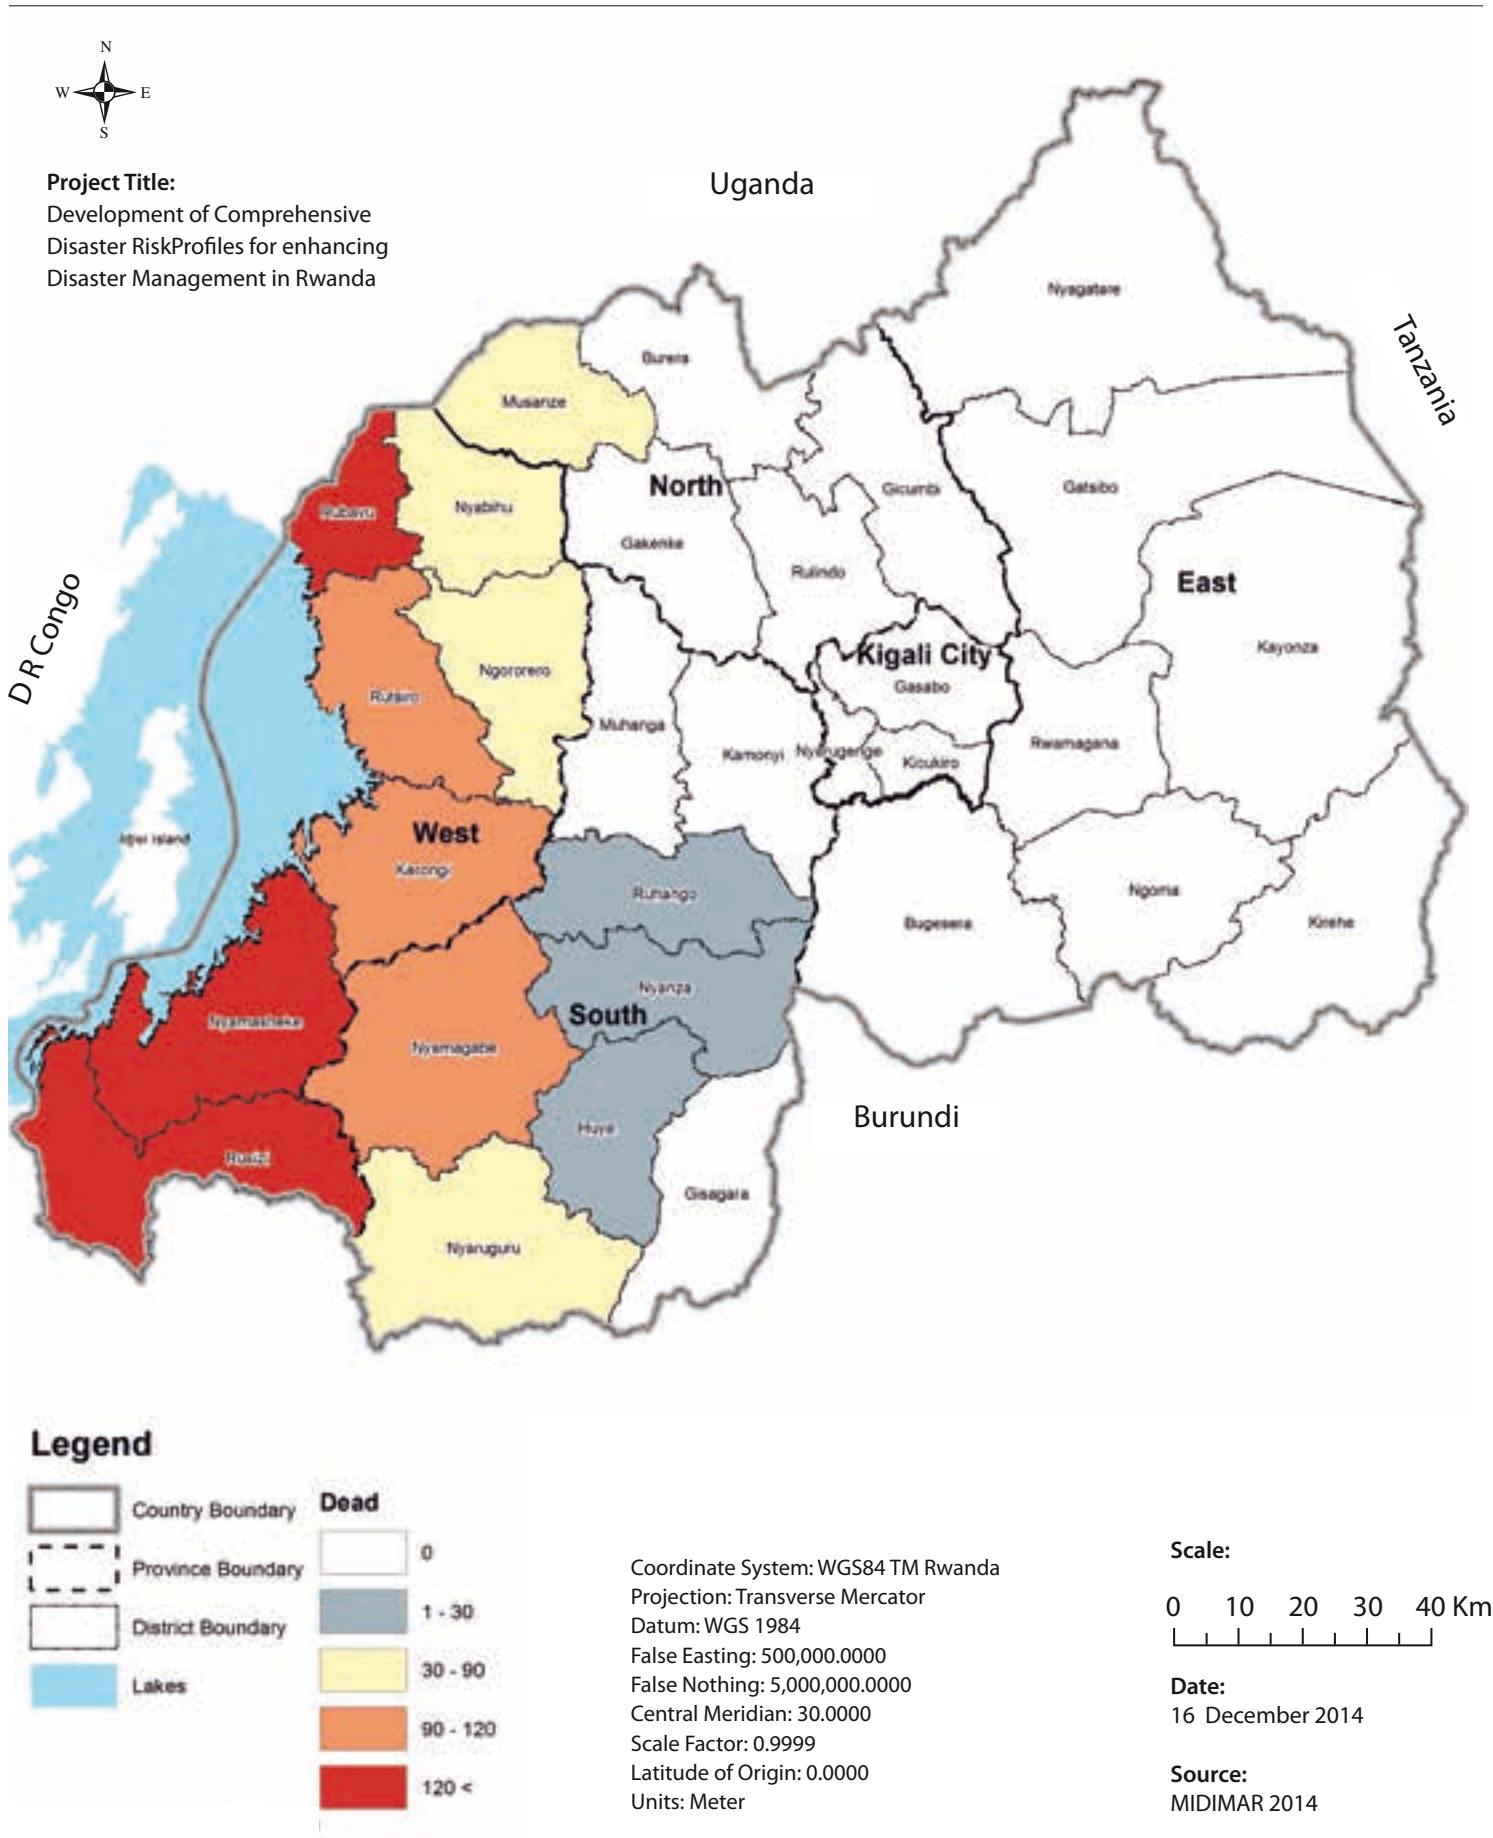 N
W E
S
Project Title:
Development of Comprehensive
Disaster RiskProfiles for enhancing
Disaster Management in Rwanda
Uganda
Tanzania
D R Congo
Burundi
Nyagatare
Burera
Musanze
North
Gicumbi
Gatsibo
Rubavu
Nyabihu
Gakenke
Rulindo
East
Kayonza
Kigali City
Gasabo
Ngororero
Rutsiro
Muhanga
Kamonyi
Nyarugenge
Kicukiro
Rwamagana
Idjwi Island
West
Karongi
Ruhango
Ngoma
Bugesera
Kirehe
Nyanza
South
Nyamasheke
Nyamagabe
Huye
Rusizi
Gisagara
Nyaruguru
Legend
Country Boundary
Province Boundary
District Boundary
Lakes
Dead
0
1 - 30
30 - 90
90 - 120
120 <
Coordinate System: WGS84 TM Rwanda
Projection: Transverse Mercator
Datum: WGS 1984
False Easting: 500,000.0000
False Nothing: 5,000,000.0000
Central Meridian: 30.0000
Scale Factor: 0.9999
Latitude of Origin: 0.0000
Units: Meter
Scale:
0 10 20 30 40 Km
Date:
16 December 2014
Source:
MIDIMAR 2014